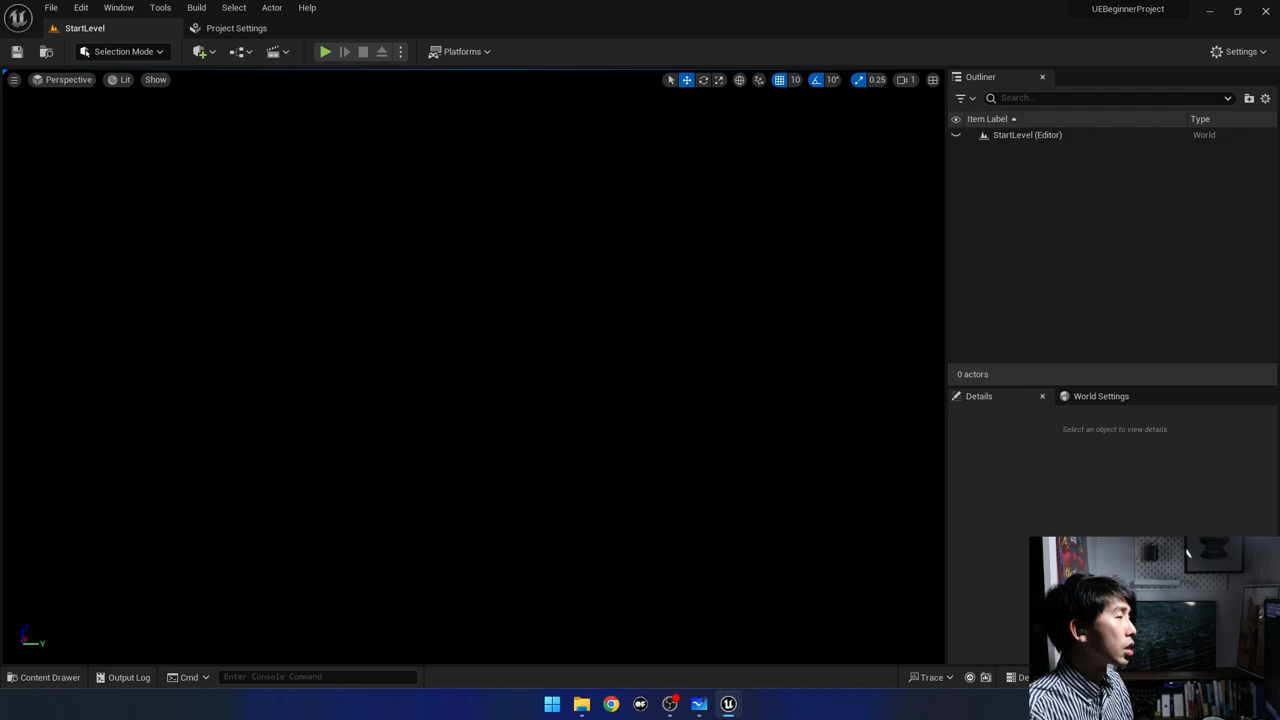 File Edit Window Tools Build Select Actor Help
UEBeginnerProject
StartLevel
Project Settings
Selection Mode
Platforms
Settings
Perspective
Lit
Show
10
10°
0.25
1
Outliner
Search...
Item Label
Type
StartLevel (Editor)
World
0 actors
Details
World Settings
Select an object to view details.
Y
Content Drawer
Output Log
Cmd
Enter Console Command
Trace